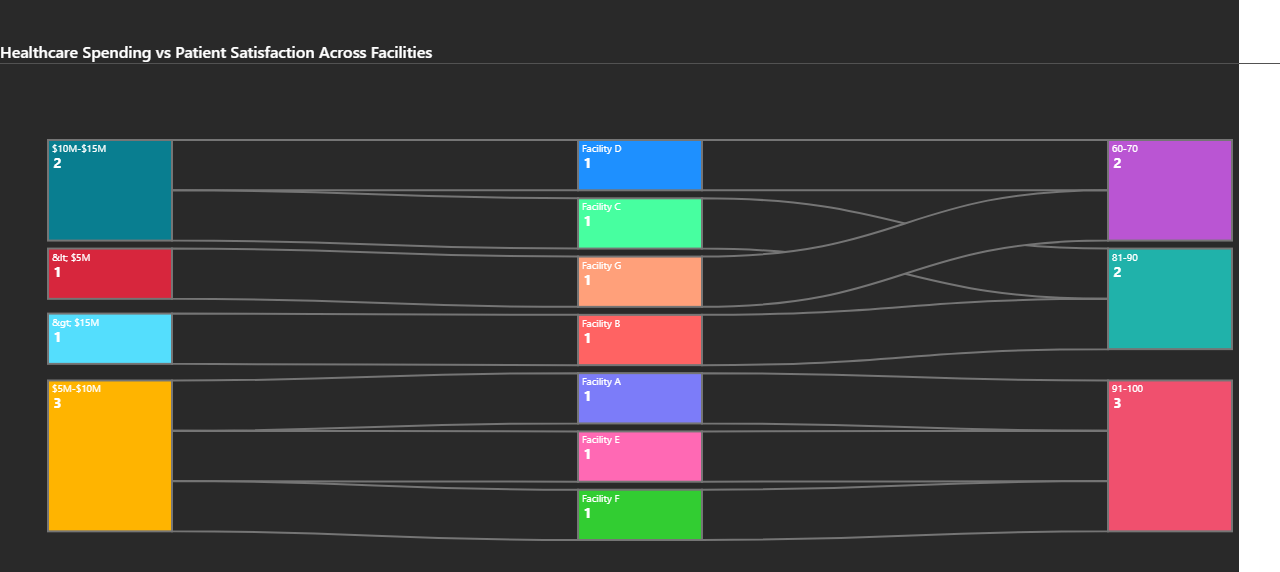 Healthcare Spending vs Patient Satisfaction Across Facilities
$10M-$15M
2
&lt; $5M
1
&gt; $15M
1
$5M-$10M
3
Facility D
1
Facility C
1
Facility G
1
Facility B
1
Facility A
1
Facility E
1
Facility F
1
60-70
2
81-90
2
91-100
3